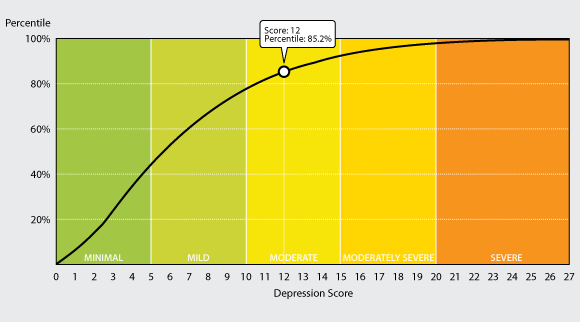 Percentile
Score: 12
Percentile: 85.2%
100%
80%
60%
40%
20%
MINIMAL MILD MODERATE MODERATELY SEVERE SEVERE
0 1 2 3 4 5 6 7 8 9 10 11 12 13 14 15 16 17 18 19 20 21 22 23 24 25 26 27
Depression Score